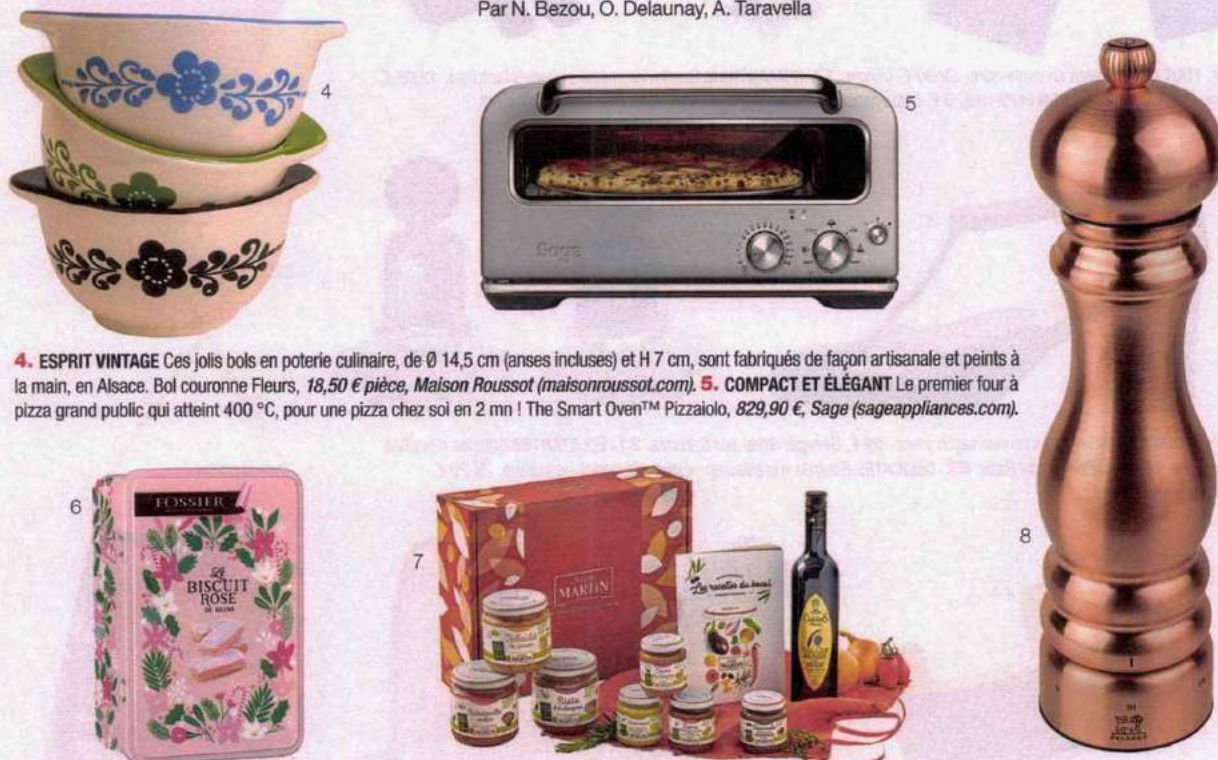 Par N. Bezou, O. Delaunay, A. Taravella
4
5
4. ESPRIT VINTAGE Ces jolis bols en poterie culinaire, de Ø 14,5 cm (anses incluses) et H 7 cm, sont fabriqués de façon artisanale et peints à
la main, en Alsace. Bol couronne Fleurs, 18,50 € pièce, Maison Roussot (maisonroussot.com). 5. COMPACT ET ÉLÉGANT Le premier four à
pizza grand public qui atteint 400 °C, pour une pizza chez soi en 2 mn ! The Smart Oven™ Pizzaiolo, 829,90 €, Sage (sageappliances.com).
Sage
6
FOSSIER
Le
BISCUIT
ROSE
DE REIMS
7
MARTIN
Les recettes du bocal
8
PEUGEOT